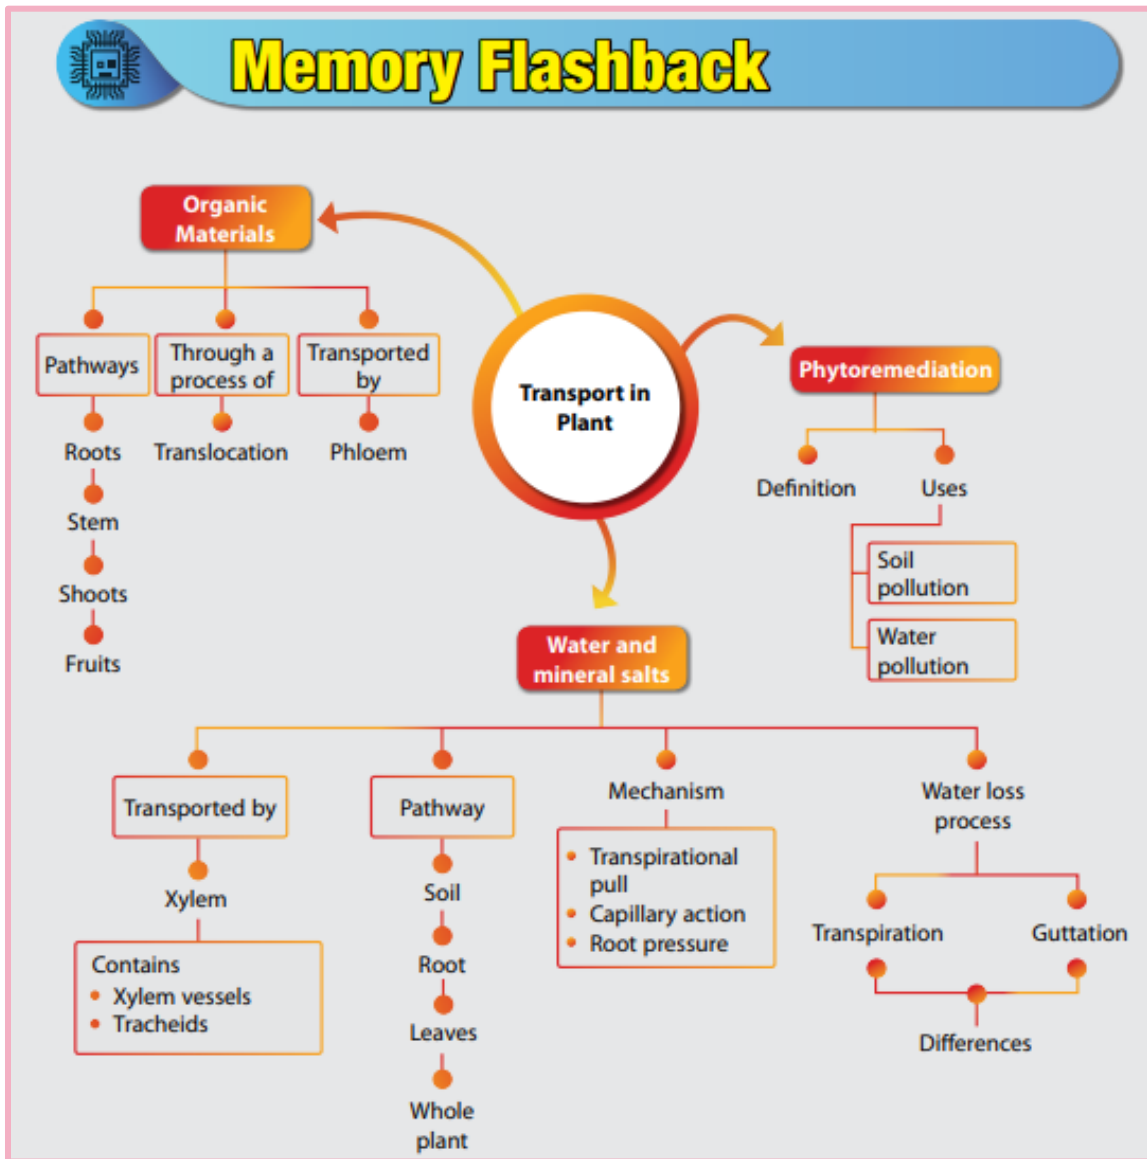 Memory Flashback
Organic
Materials
Pathways
Roots
Stem
Shoots
Fruits
Through a
process of
Translocation
Transported
by
Phloem
Transport in
Plant
Phytoremediation
Definition
Uses
Soil
pollution
Water
pollution
Water and
mineral salts
Transported by
Xylem
Contains
• Xylem vessels
• Tracheids
Pathway
Soil
Root
Leaves
Whole
plant
Mechanism
• Transpirational
pull
• Capillary action
• Root pressure
Water loss
process
Transpiration
Guttation
Differences